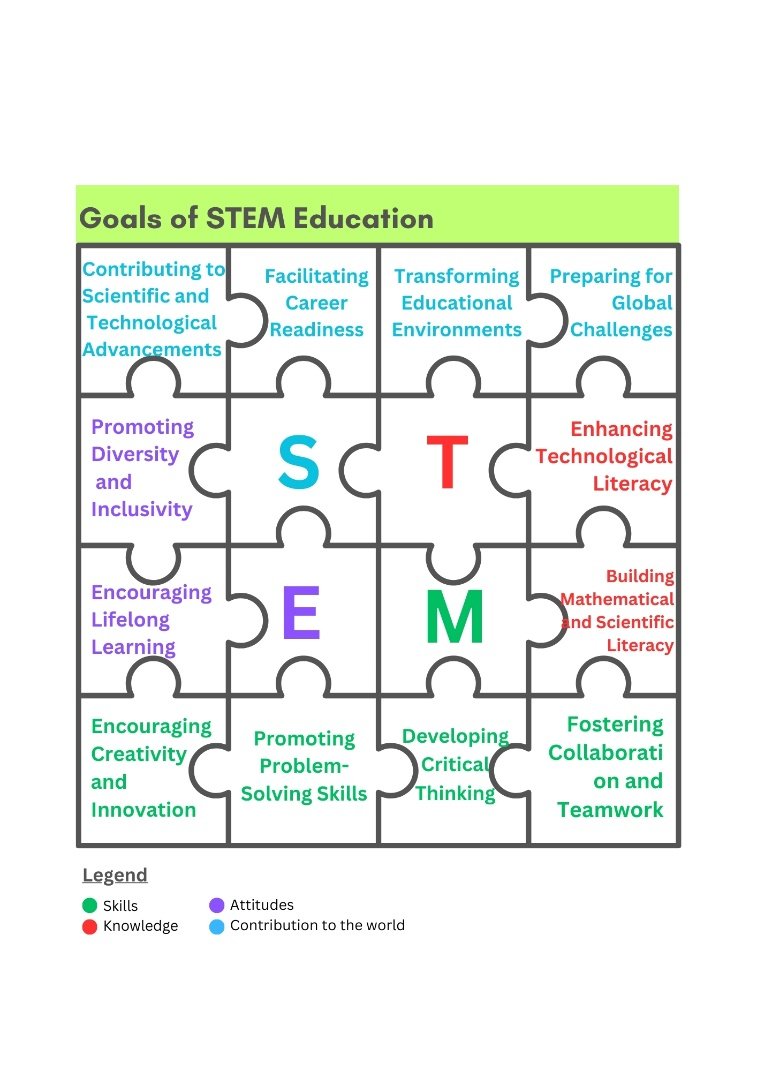 Goals of STEM Education
Contributing to
Scientific and
Technological
Advancements
Facilitating
Career
Readiness
Transforming
Educational
Environments
Preparing for
Global
Challenges
Promoting
Diversity
and
Inclusivity
S
T
Enhancing
Technological
Literacy
Encouraging
Lifelong
Learning
E
M
Building
Mathematical
and Scientific
Literacy
Encouraging
Creativity
and
Innovation
Promoting
Problem-
Solving Skills
Developing
Critical
Thinking
Fostering
Collaborati
on and
Teamwork
Legend
Skills
Knowledge
Attitudes
Contribution to the world